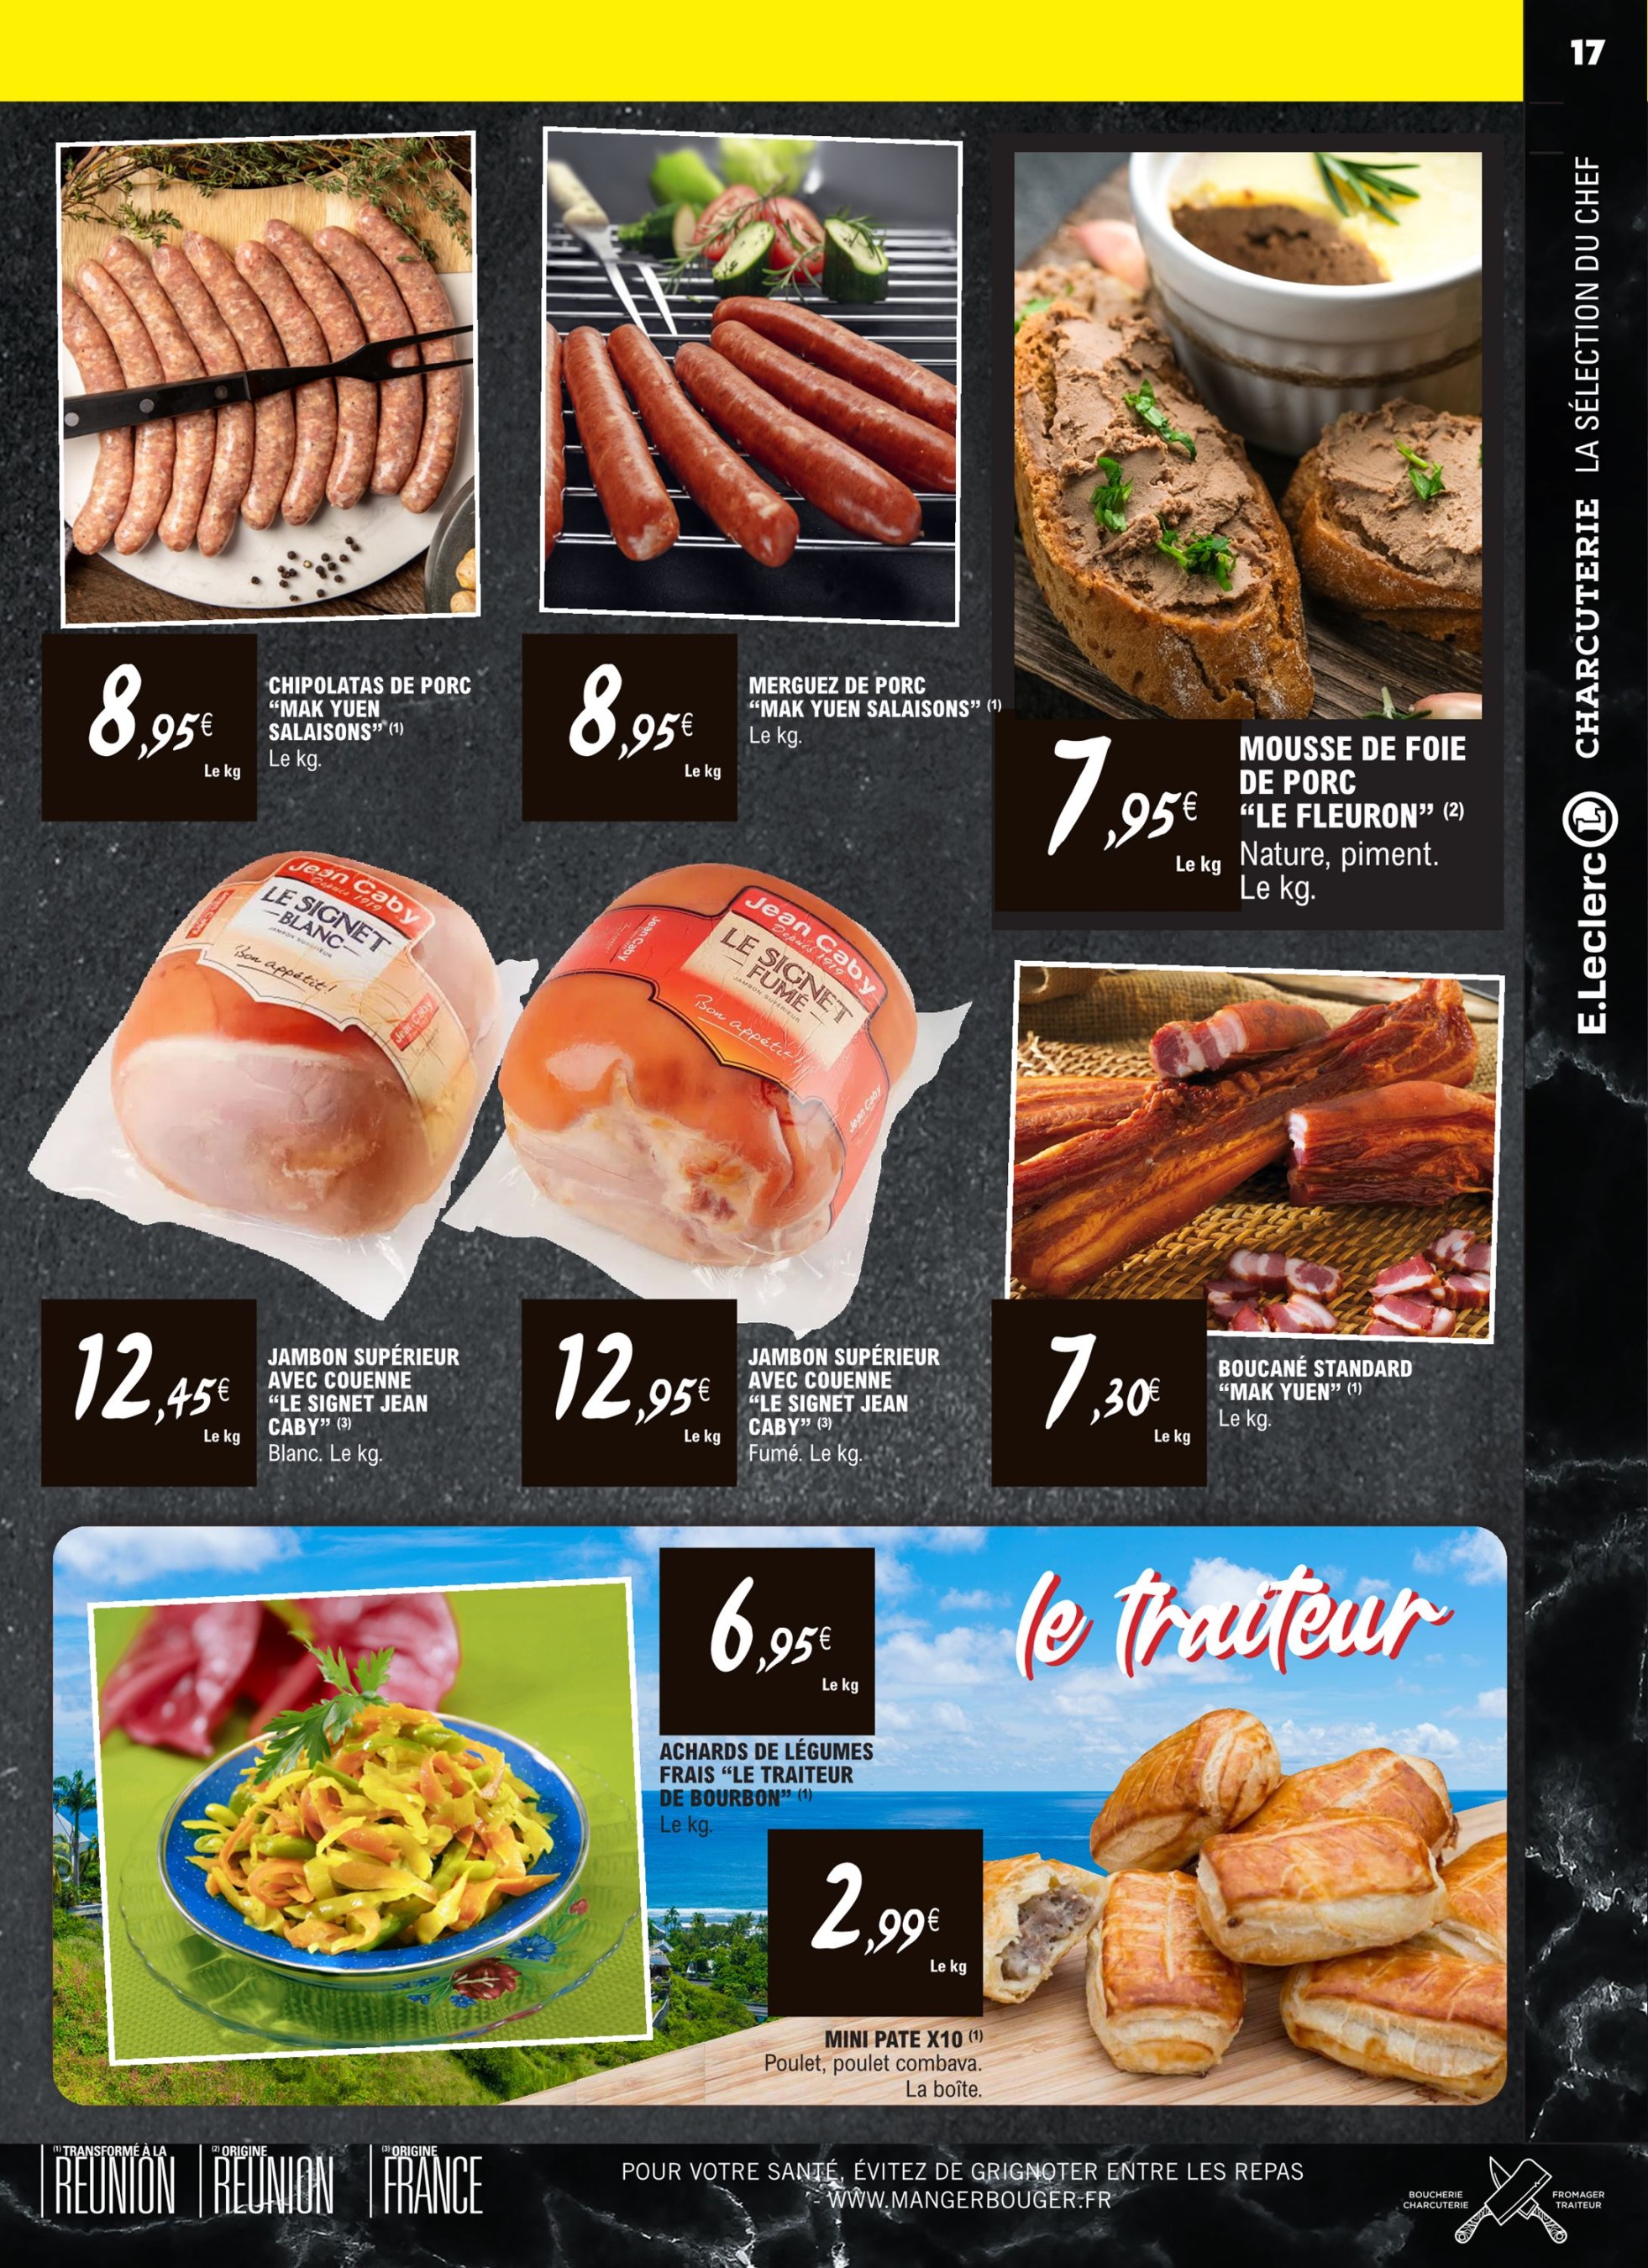 17
CHARCUTERIE LA SÉLECTION DU CHEF
E.Leclerc L
8,95€
Le kg
CHIPOLATAS DE PORC
“MAK YUEN
SALAISONS” (1)
Le kg.
8,95€
Le kg
MERGUEZ DE PORC
“MAK YUEN SALAISONS” (1)
Le kg.
7,95€
Le kg
MOUSSE DE FOIE
DE PORC
“LE FLEURON” (2)
Nature, piment.
Le kg.
Jean Caby
Depuis 1919
LE SIGNET
BLANC
JAMBON SUPÉRIEUR
Bon appétit!
Jean Caby
Jean Caby
Jean Caby
Depuis 1919
LE SIGNET
FUMÉ
JAMBON SUPÉRIEUR
Bon appétit!
Jean Caby
Jean Caby
12,45€
Le kg
JAMBON SUPÉRIEUR
AVEC COUENNE
“LE SIGNET JEAN
CABY” (3)
Blanc. Le kg.
12,95€
Le kg
JAMBON SUPÉRIEUR
AVEC COUENNE
“LE SIGNET JEAN
CABY” (3)
Fumé. Le kg.
7,30€
Le kg
BOUCANÉ STANDARD
“MAK YUEN” (1)
Le kg.
le traiteur
6,95€
Le kg
ACHARDS DE LÉGUMES
FRAIS “LE TRAITEUR
DE BOURBON” (1)
Le kg.
2,99€
Le kg
MINI PATE X10 (1)
Poulet, poulet combava.
La boîte.
(1) TRANSFORMÉ À LA
RÉUNION
(2) ORIGINE
RÉUNION
(3) ORIGINE
FRANCE
POUR VOTRE SANTÉ, ÉVITEZ DE GRIGNOTER ENTRE LES REPAS
- WWW.MANGERBOUGER.FR
BOUCHERIE
CHARCUTERIE
FROMAGER
TRAITEUR